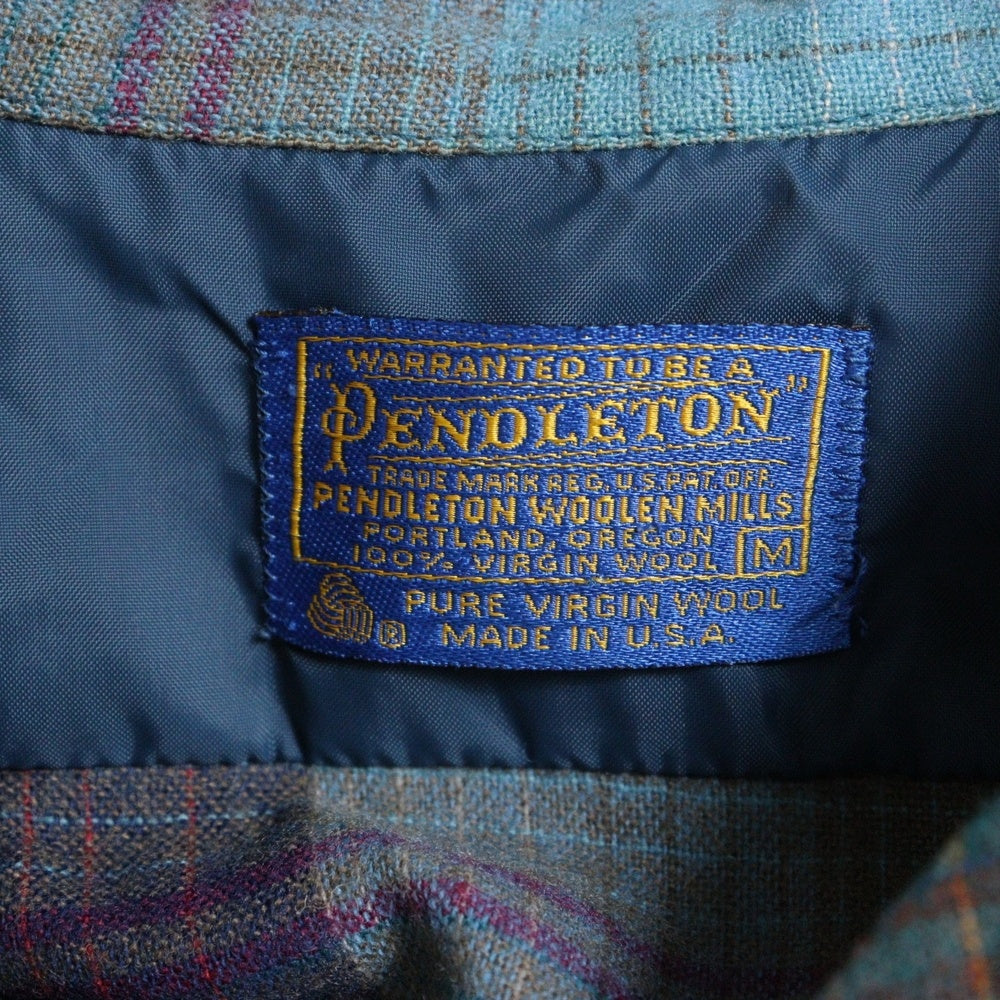 WARRANTED TO BE A
"PENDLETON"
TRADE MARK REG. U.S. PAT. OFF.
PENDLETON WOOLEN MILLS
PORTLAND, OREGON
100% VIRGIN WOOL M
PURE VIRGIN WOOL
® MADE IN U.S.A.